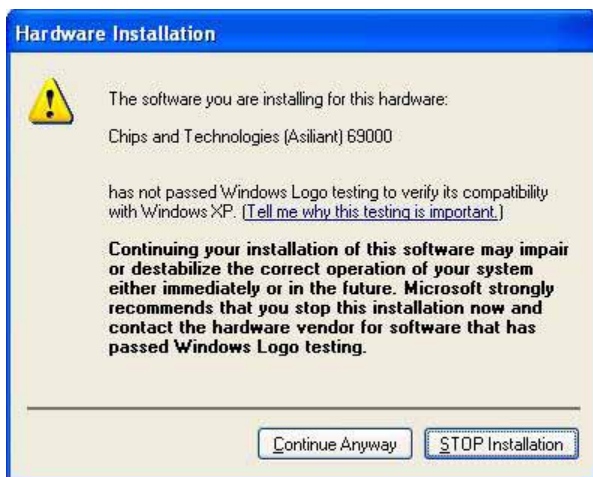 Hardware Installation
The software you are installing for this hardware:
Chips and Technologies (Asiliant) 69000
has not passed Windows Logo testing to verify its compatibility
with Windows XP. (Tell me why this testing is important.)
Continuing your installation of this software may impair
or destabilize the correct operation of your system
either immediately or in the future. Microsoft strongly
recommends that you stop this installation now and
contact the hardware vendor for software that has
passed Windows Logo testing.
Continue Anyway
STOP Installation